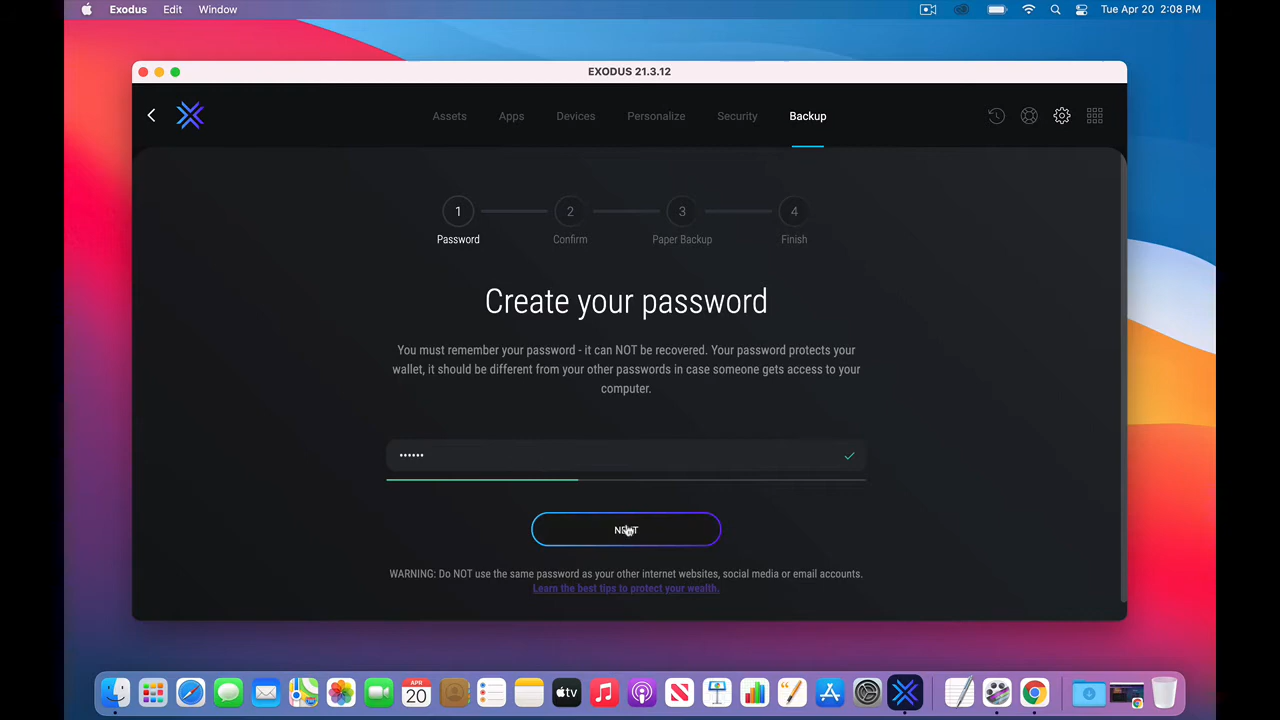 Exodus Edit Window Tue Apr 20 2:08 PM
EXODUS 21.3.12
Assets Apps Devices Personalize Security Backup
1 2 3 4
Password Confirm Paper Backup Finish
Create your password
You must remember your password - it can NOT be recovered. Your password protects your
wallet, it should be different from your other passwords in case someone gets access to your
computer.
••••••
NEXT
WARNING: Do NOT use the same password as your other internet websites, social media or email accounts.
Learn the best tips to protect your wealth.
APR
20
tv